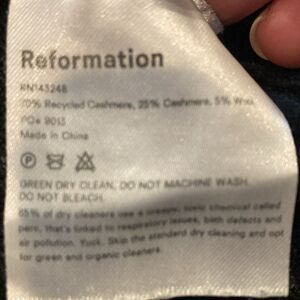 Reformation
RN143248
70% Recycled Cashmere, 25% Cashmere, 5% Wool
PO# 9013
Made in China
P
GREEN DRY CLEAN, DO NOT MACHINE WASH
DO NOT BLEACH.
85% of dry cleaners use a creepy, toxic chemical called
perc, that's linked to respiratory issues, birth defects and
air pollution. Yuck. Skip the standard dry cleaning and opt
for green and organic cleaners.